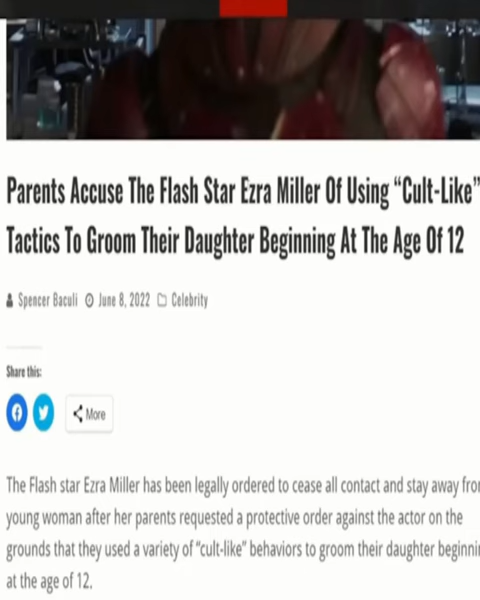 Parents Accuse The Flash Star Ezra Miller Of Using “Cult-Like”
Tactics To Groom Their Daughter Beginning At The Age Of 12
Spencer Baculi June 8, 2022 Celebrity
Share this:
More
The Flash star Ezra Miller has been legally ordered to cease all contact and stay away
young woman after her parents requested a protective order against the actor on the
grounds that they used a variety of “cult-like” behaviors to groom their daughter
at the age of 12.